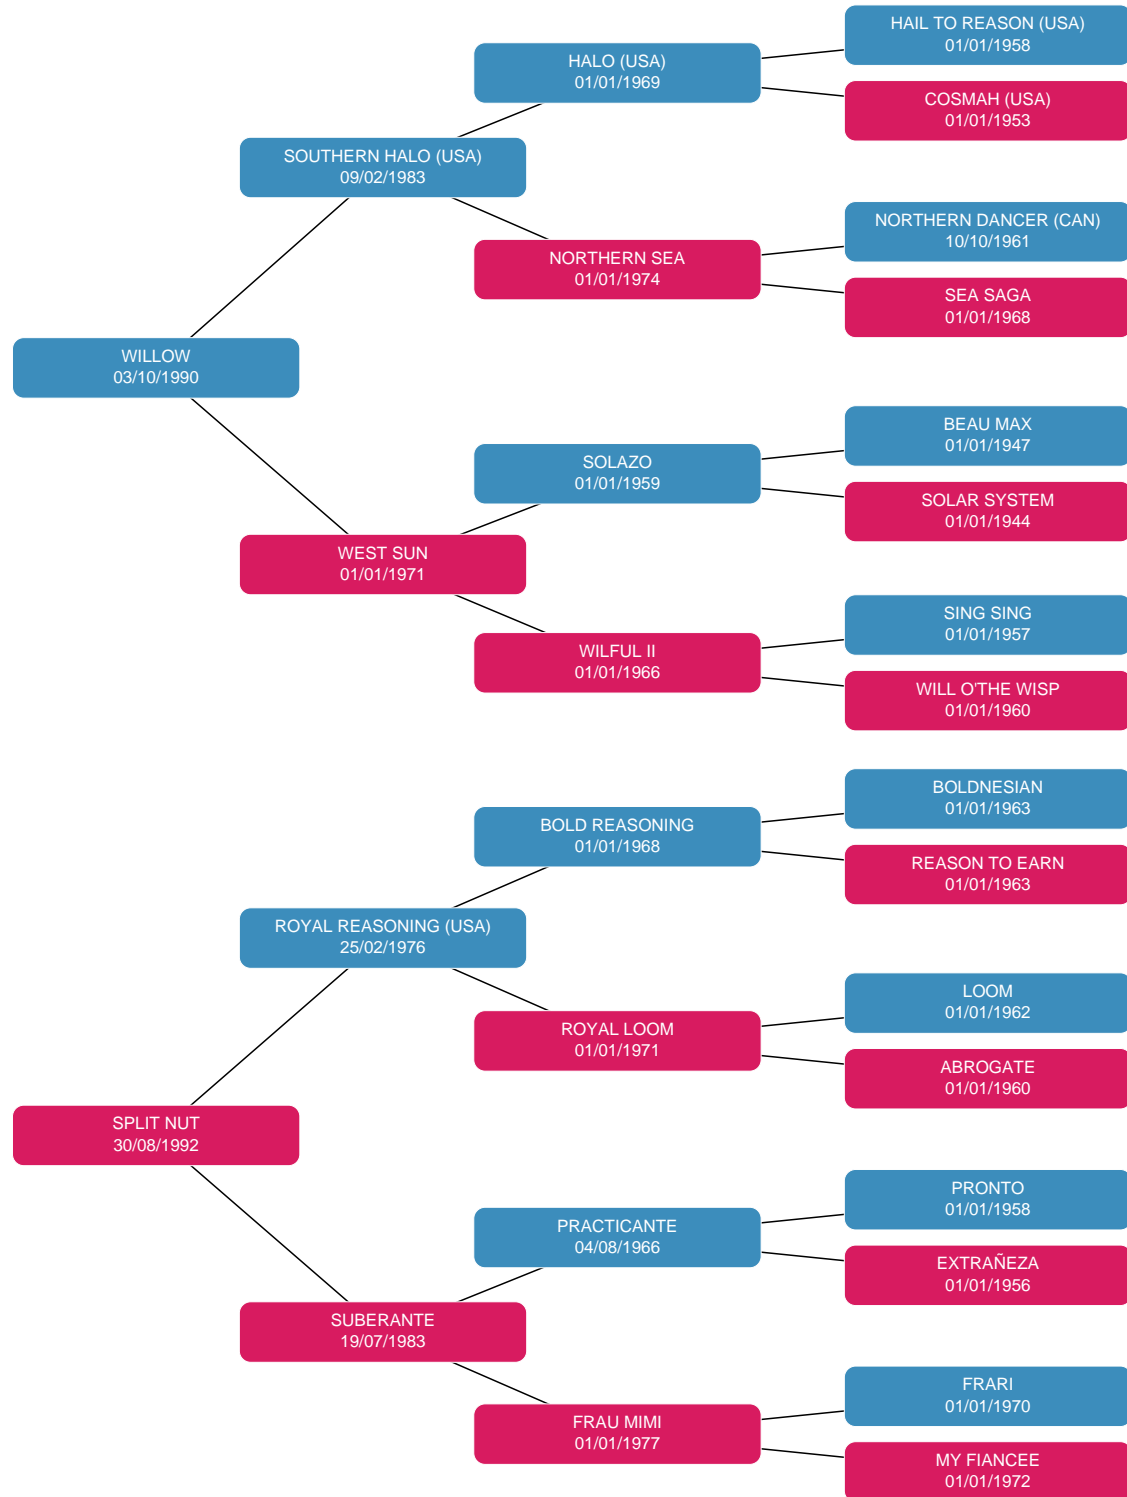 HAIL TO REASON (USA)
01/01/1958
HALO (USA)
01/01/1969
COSMAH (USA)
01/01/1953
SOUTHERN HALO (USA)
09/02/1983
NORTHERN DANCER (CAN)
10/10/1961
NORTHERN SEA
01/01/1974
SEA SAGA
01/01/1968
WILLOW
03/10/1990
BEAU MAX
01/01/1947
SOLAZO
01/01/1959
SOLAR SYSTEM
01/01/1944
WEST SUN
01/01/1971
SING SING
01/01/1957
WILFUL II
01/01/1966
WILL O'THE WISP
01/01/1960
BOLDNESIAN
01/01/1963
BOLD REASONING
01/01/1968
REASON TO EARN
01/01/1963
ROYAL REASONING (USA)
25/02/1976
LOOM
01/01/1962
ROYAL LOOM
01/01/1971
ABROGATE
01/01/1960
SPLIT NUT
30/08/1992
PRONTO
01/01/1958
PRACTICANTE
04/08/1966
EXTRAÑEZA
01/01/1956
SUBERANTE
19/07/1983
FRARI
01/01/1970
FRAU MIMI
01/01/1977
MY FIANCEE
01/01/1972